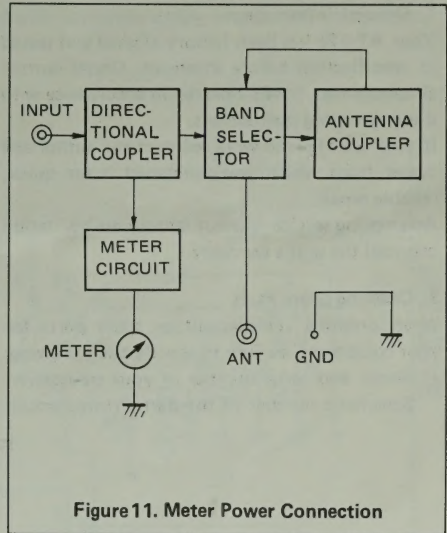 INPUT
DIREC-
TIONAL
COUPLER
BAND
SELEC-
TOR
ANTENNA
COUPLER
METER
CIRCUIT
METER
ANT
GND
Figure 11. Meter Power Connection